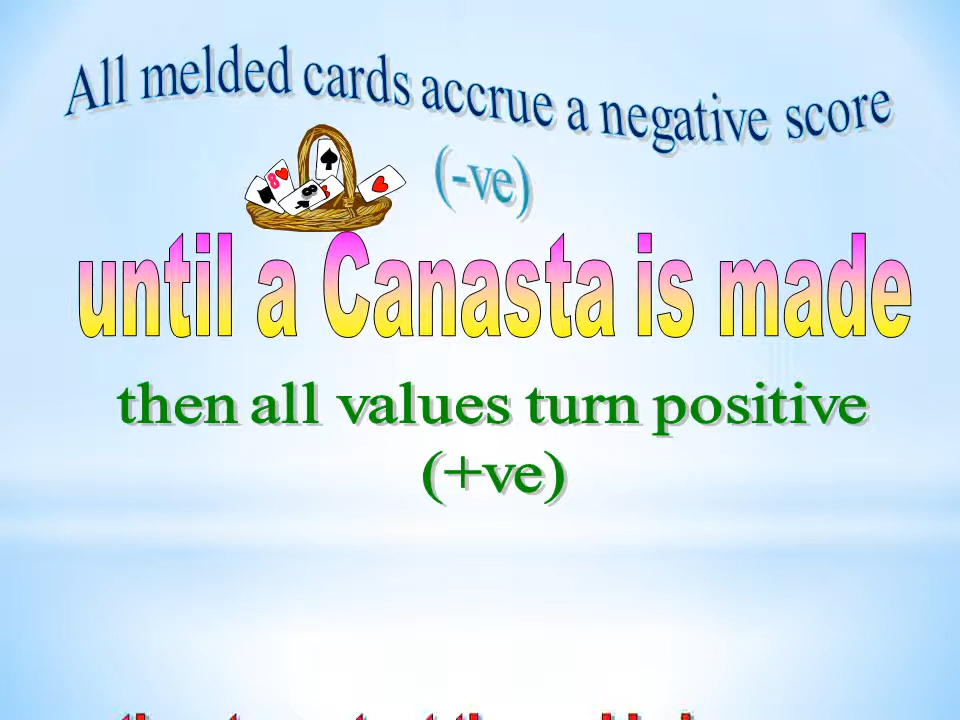 All melded cards accrue a negative score
(-ve)
until a Canasta is made
then all values turn positive
(+ve)